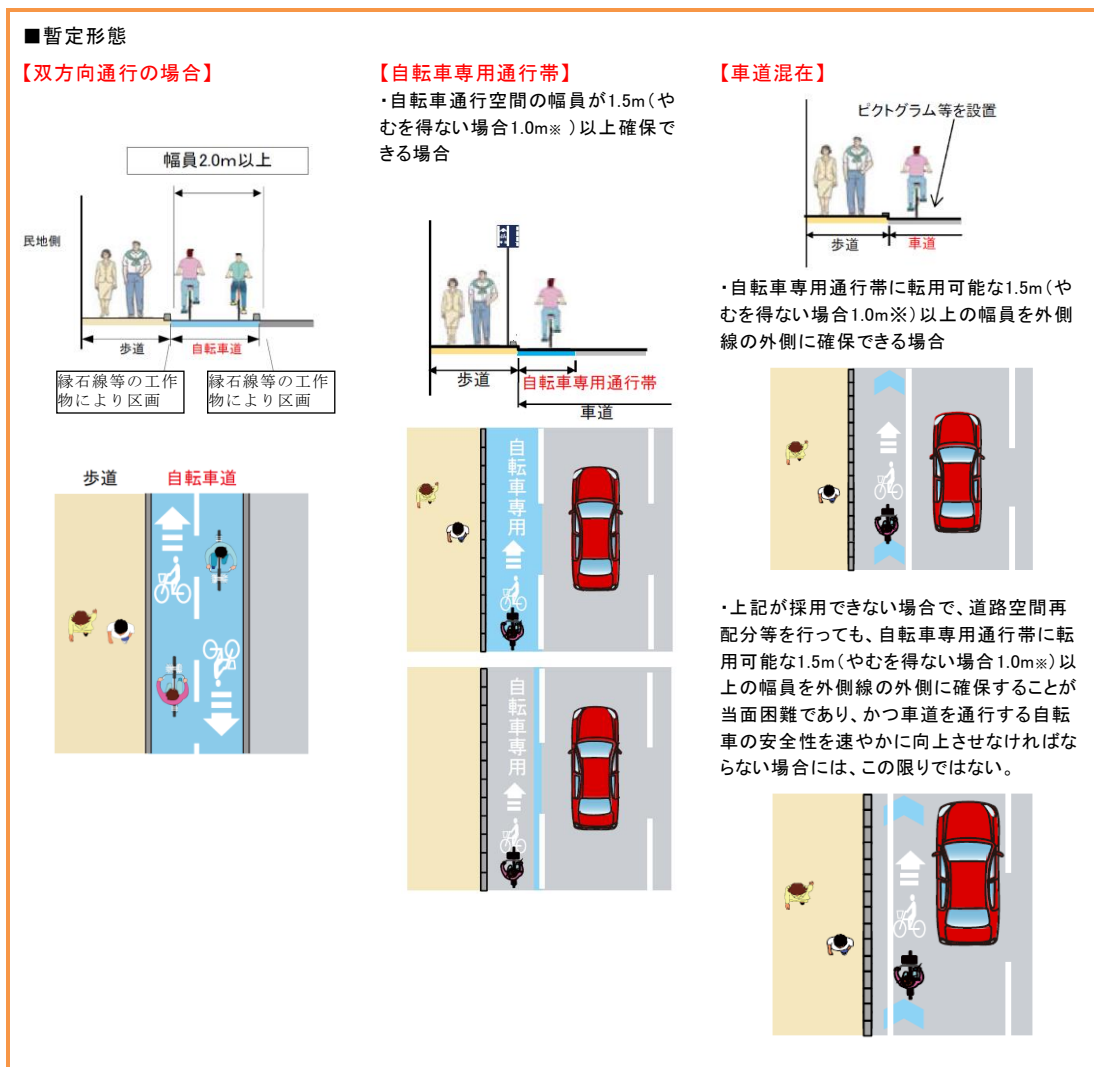 ■暫定形態
【双方向通行の場合】
幅員2.0m以上
民地側
歩道
自転車道
縁石線等の工作
物により区画
縁石線等の工作
物により区画
歩道
自転車道
【自転車専用通行帯】
・自転車通行空間の幅員が1.5m(や
むを得ない場合1.0m※ )以上確保で
きる場合
歩道
自転車専用通行帯
車道
自転車専用
自転車専用
【車道混在】
ピクトグラム等を設置
歩道
車道
・自転車専用通行帯に転用可能な1.5m(や
むを得ない場合1.0m※)以上の幅員を外側
線の外側に確保できる場合
・上記が採用できない場合で、道路空間再
配分等を行っても、自転車専用通行帯に転
用可能な1.5m(やむを得ない場合1.0m※)以
上の幅員を外側線の外側に確保することが
当面困難であり、かつ車道を通行する自転
車の安全性を速やかに向上させなければな
らない場合には、この限りではない。